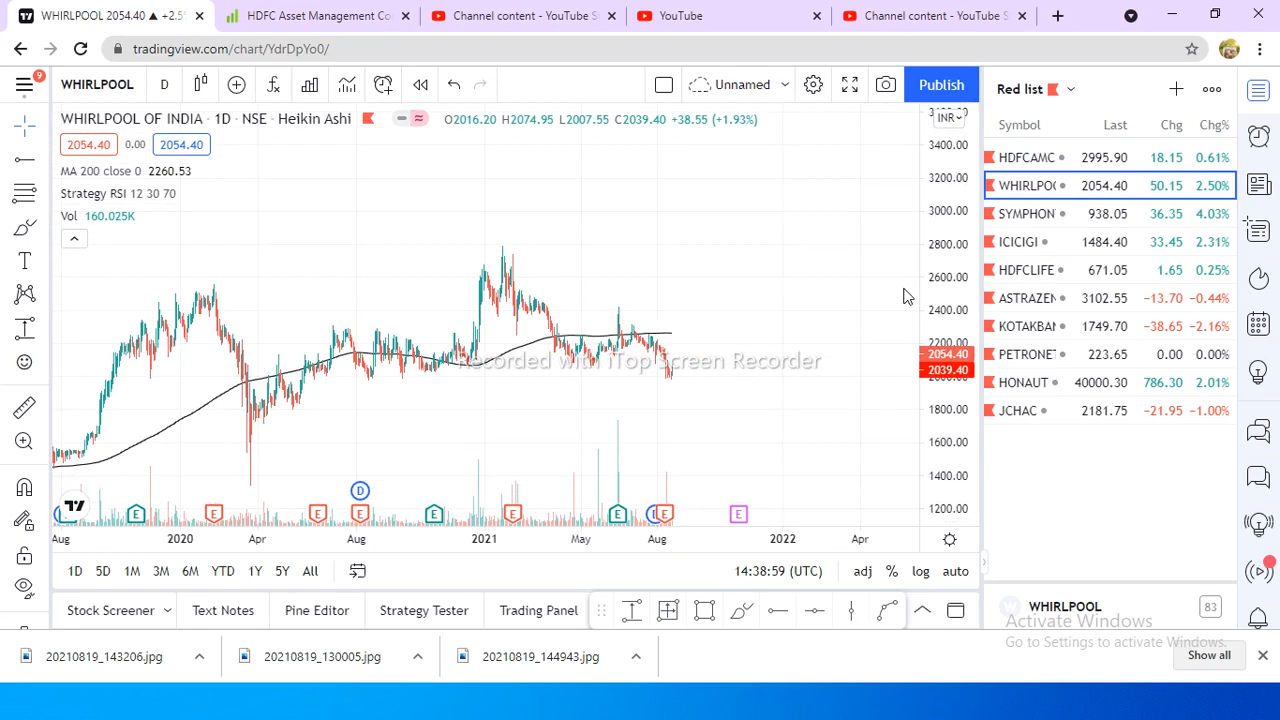 WHIRLPOOL 2054.40 ▲ +2.5
HDFC Asset Management Co
Channel content - YouTube S
YouTube
Channel content - YouTube S
tradingview.com/chart/YdrDpYo0/
9
WHIRLPOOL D
Unnamed
Publish
Red list
WHIRLPOOL OF INDIA · 1D · NSE · Heikin Ashi
O2016.20 H2074.95 L2007.55 C2039.40 +38.55 (+1.93%)
INR
2054.40 0.00 2054.40
MA 200 close 0 2260.53
Strategy RSI 12 30 70
Vol 160.025K
3400.00
3200.00
3000.00
2800.00
2600.00
2400.00
2200.00
2054.40
2039.40
2000.00
1800.00
1600.00
1400.00
1200.00
Recorded with iTop Screen Recorder
D
E E E E E E E E E
Aug 2020 Apr Aug 2021 May Aug 2022 Apr
1D 5D 1M 3M 6M YTD 1Y 5Y All
14:38:59 (UTC) adj % log auto
Stock Screener Text Notes Pine Editor Strategy Tester Trading Panel
Symbol Last Chg Chg%
HDFCAMC 2995.90 18.15 0.61%
WHIRLPO 2054.40 50.15 2.50%
SYMPHON 938.05 36.35 4.03%
ICICIGI 1484.40 33.45 2.31%
HDFCLIFE 671.05 1.65 0.25%
ASTRAZEN 3102.55 −13.70 −0.44%
KOTAKBAN 1749.70 −38.65 −2.16%
PETRONET 223.65 0.00 0.00%
HONAUT 40000.30 786.30 2.01%
JCHAC 2181.75 −21.95 −1.00%
WHIRLPOOL 83
Activate Windows
Go to Settings to activate Windows.
20210819_143206.jpg
20210819_130005.jpg
20210819_144943.jpg
Show all